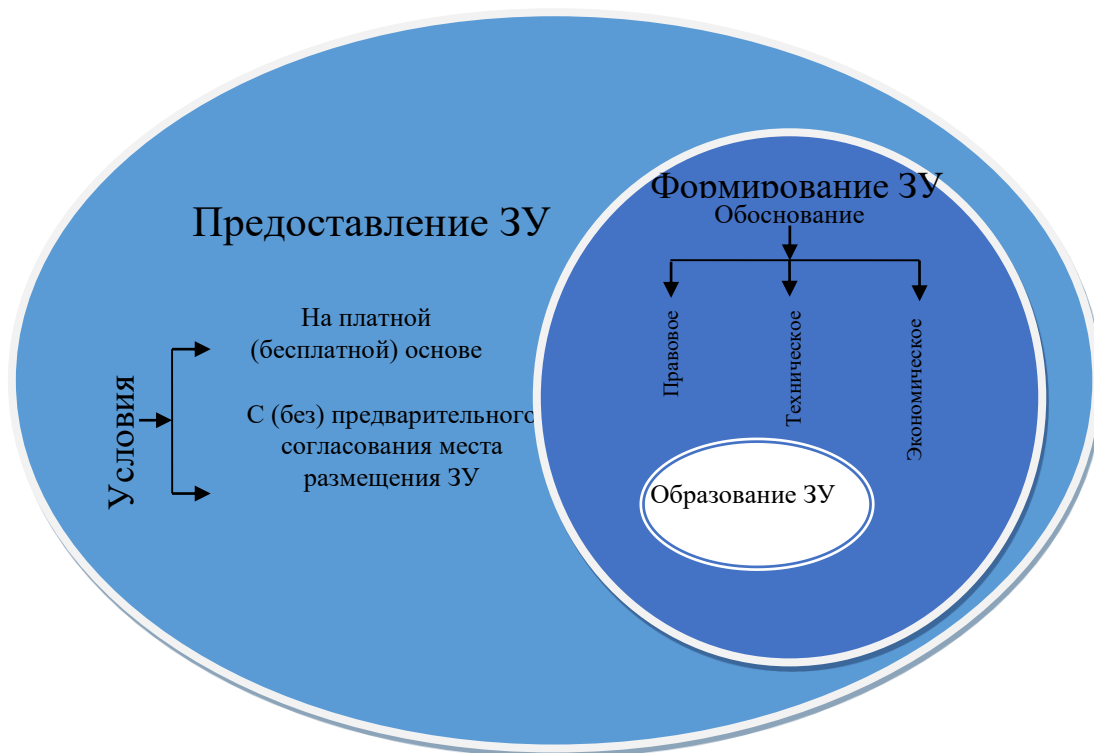 Предоставление ЗУ
Условия
На платной
(бесплатной) основе
С (без) предварительного
согласования места
размещения ЗУ
Формирование ЗУ
Обоснование
Правовое
Техническое
Экономическое
Образование ЗУ